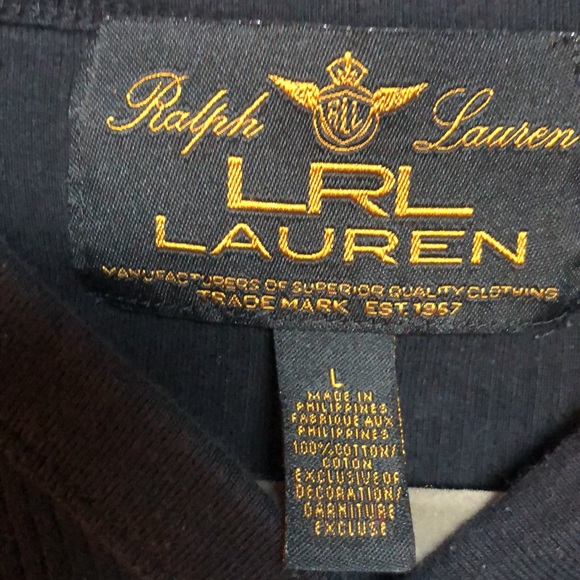 Ralph Lauren
LRL
LAUREN
MANUFACTURERS OF SUPERIOR QUALITY CLOTHING
TRADE MARK EST. 1967
L
MADE IN
PHILIPPINES
FABRIQUE AUX
PHILIPPINES
100% COTTON/
COTON
EXCLUSIVE OF
DECORATION/
GARNITURE
EXCLUSE